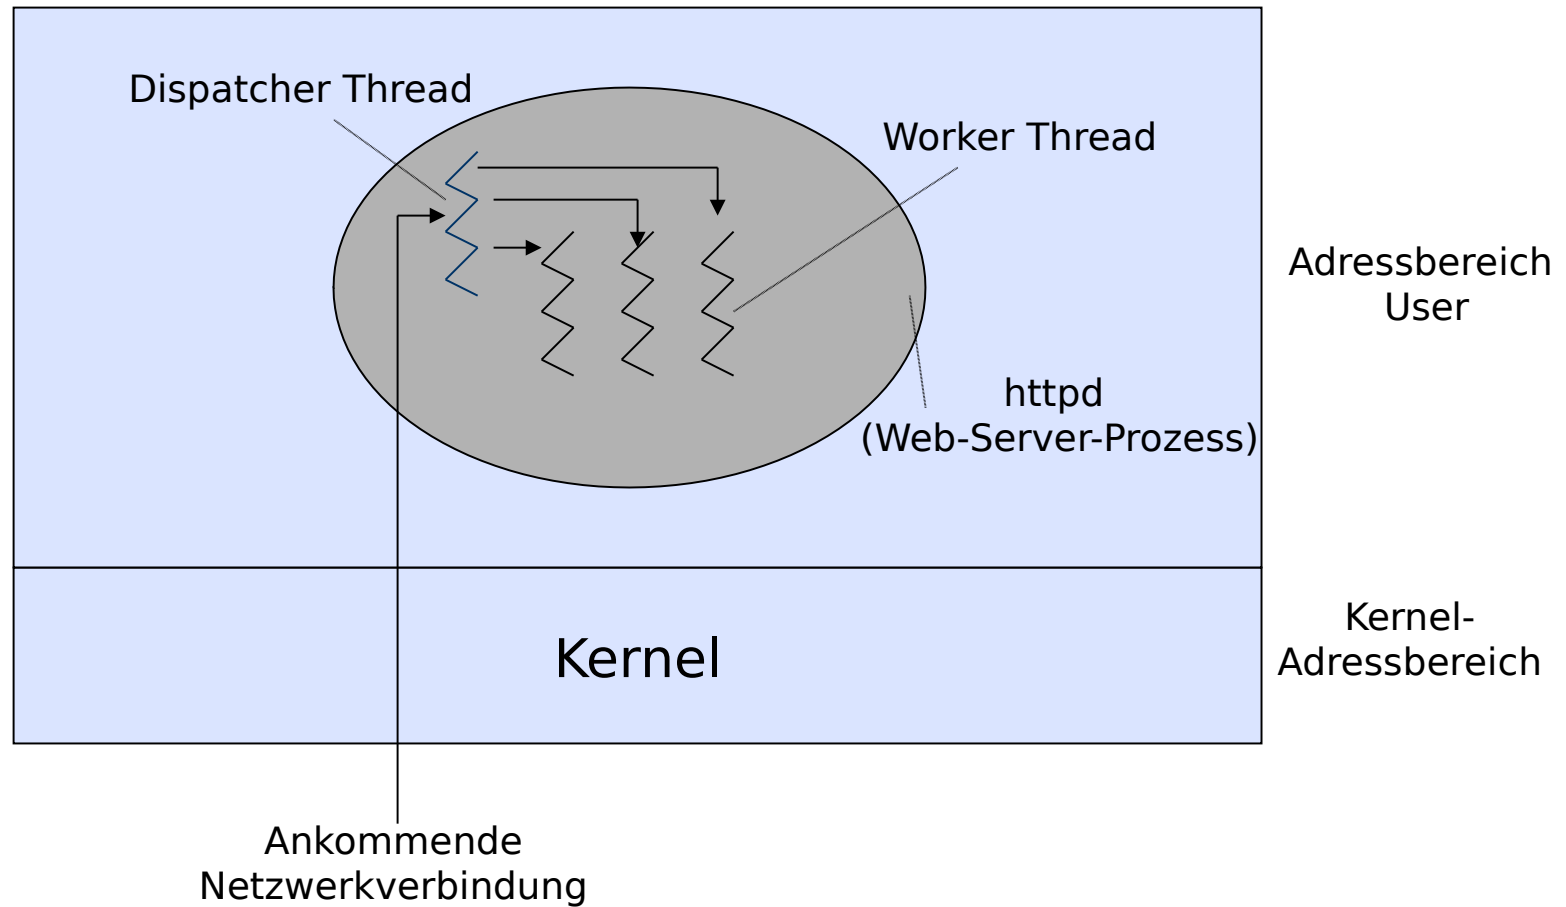 Dispatcher Thread
Worker Thread
Adressbereich
User
httpd
(Web-Server-Prozess)
Kernel
Kernel-
Adressbereich
Ankommende
Netzwerkverbindung